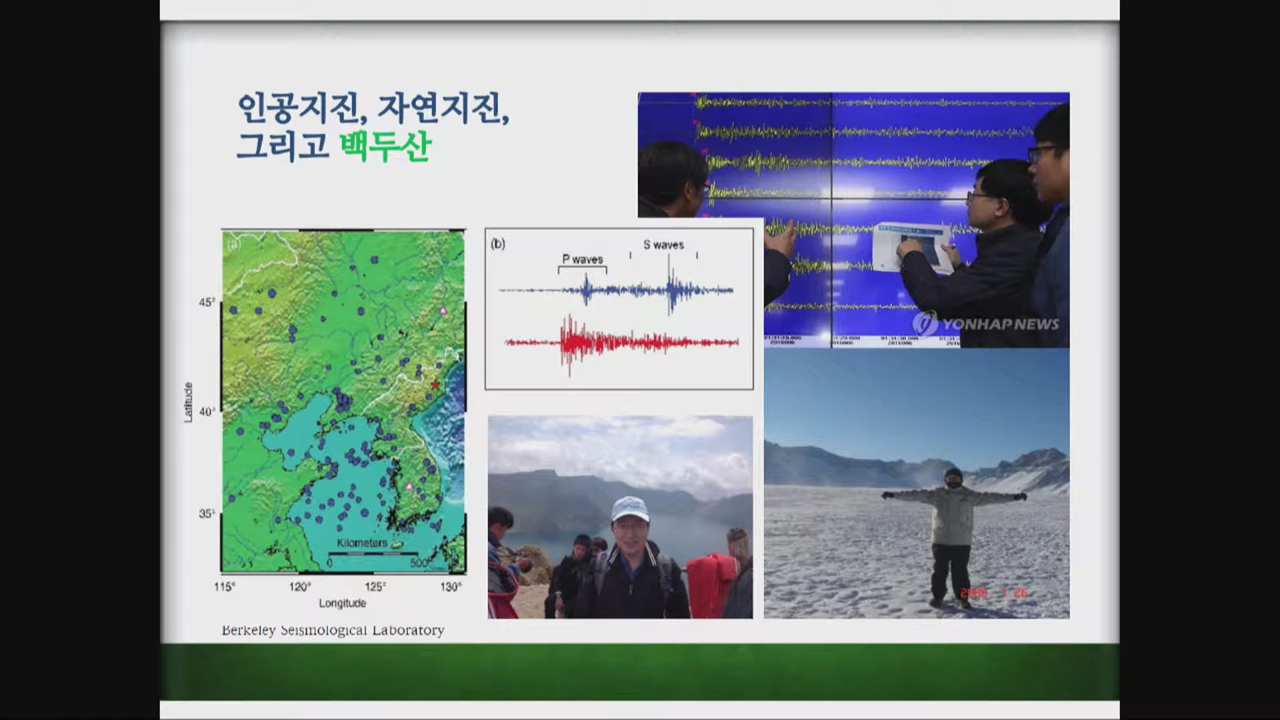 인공지진, 자연지진,
그리고 백두산
(a)
45°
40°
35°
Latitude
Kilometers
0 500
115° 120° 125° 130°
Longitude
Berkeley Seismological Laboratory
(b)
P waves
S waves
YONHAP NEWS